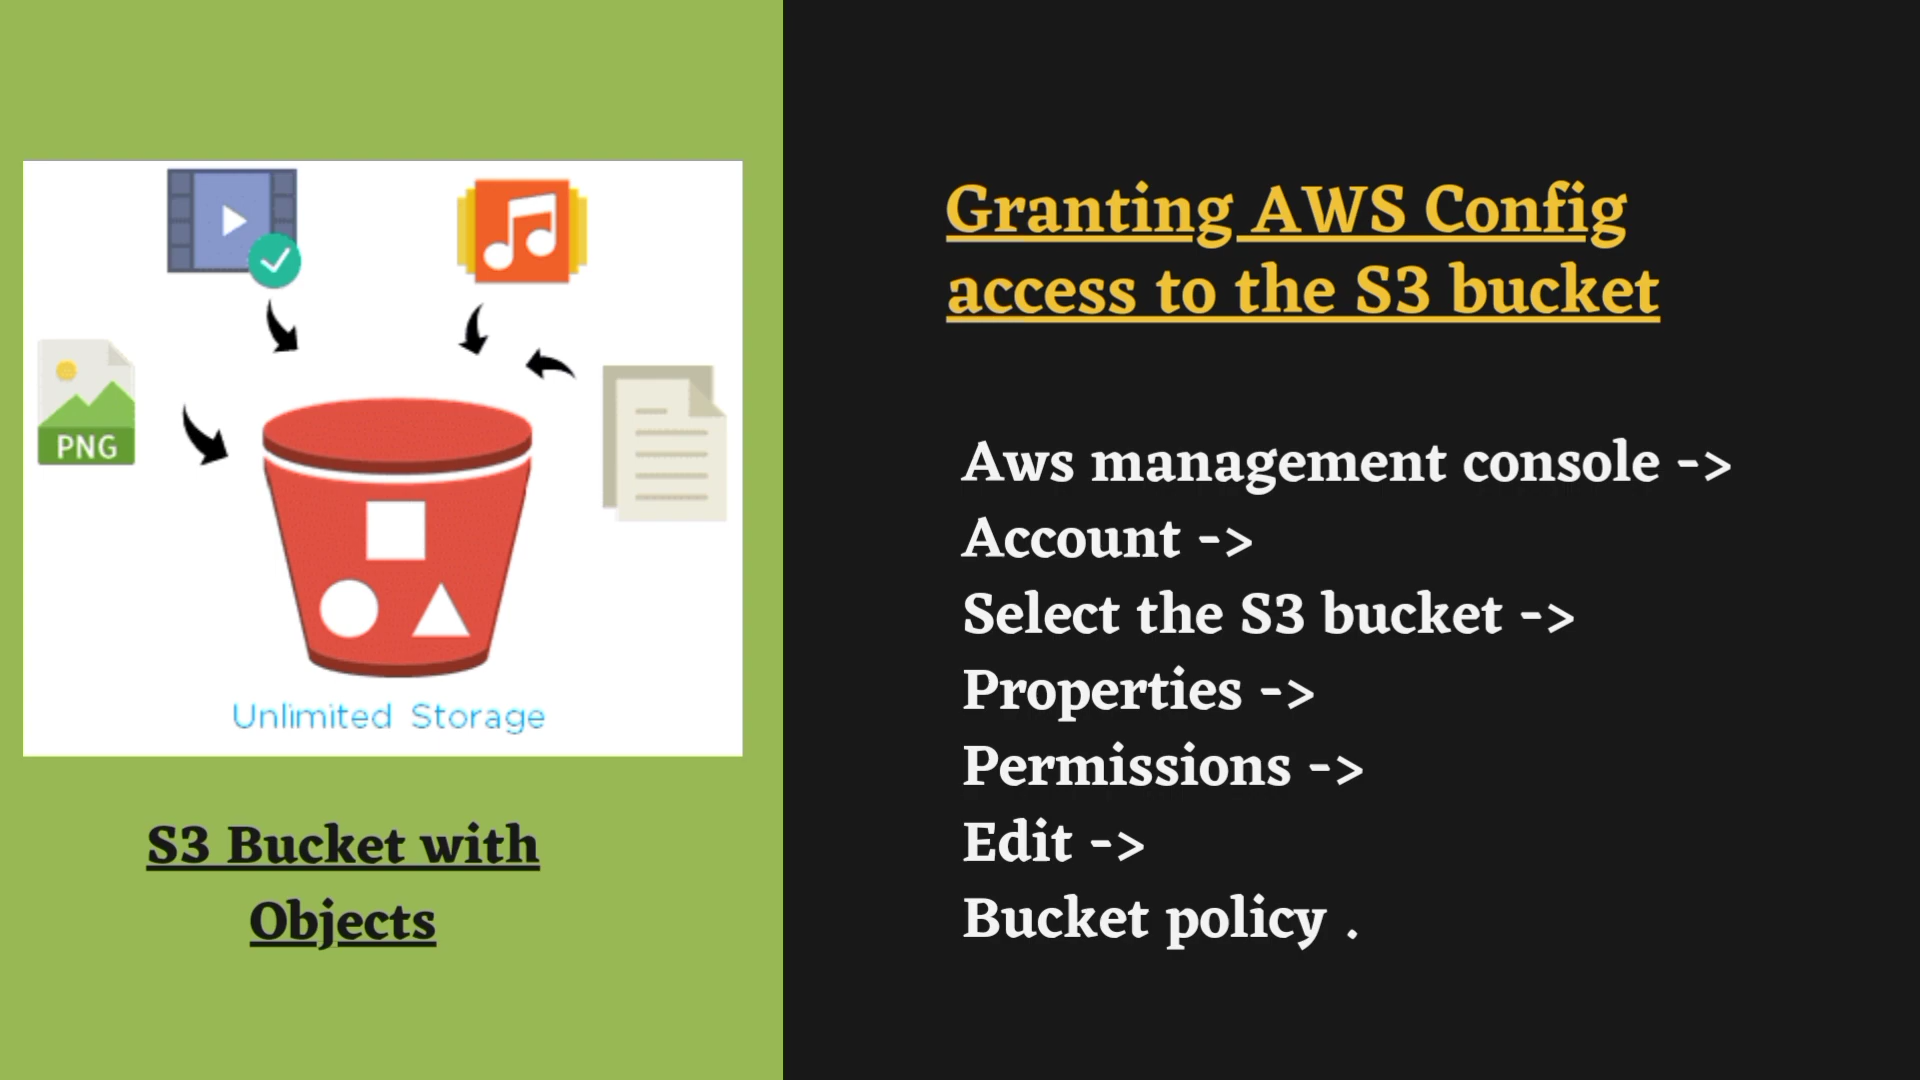 PNG
Unlimited Storage
S3 Bucket with
Objects
Granting AWS Config
access to the S3 bucket
Aws management console ->
Account ->
Select the S3 bucket ->
Properties ->
Permissions ->
Edit ->
Bucket policy .